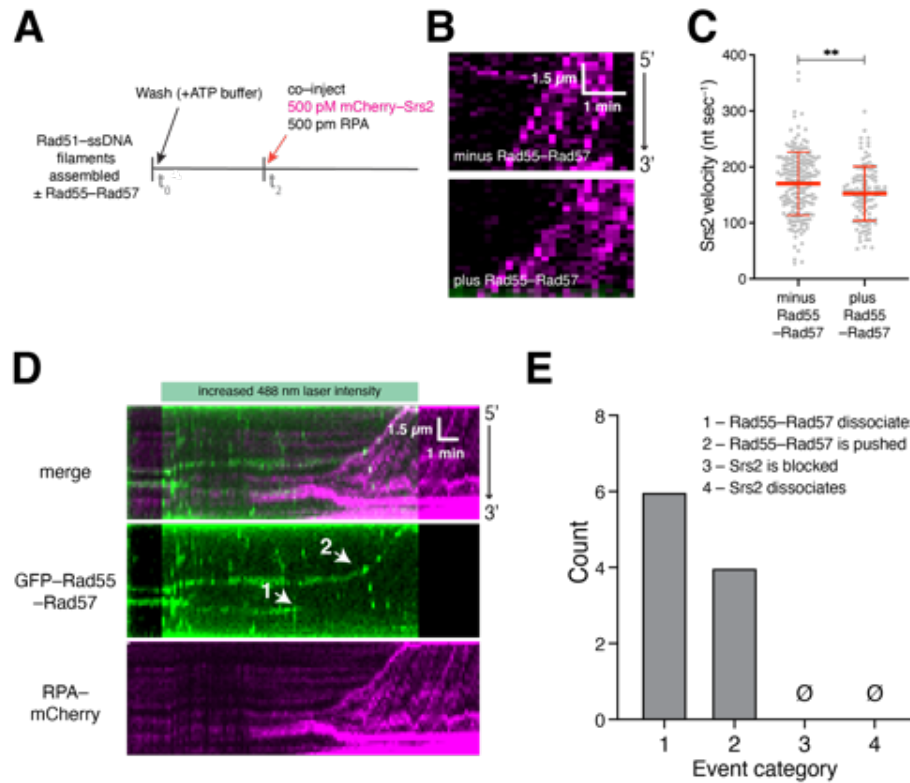 A
Wash (+ATP buffer)
co–inject
500 pM mCherry–Srs2
500 pm RPA
Rad51–ssDNA
filaments
assembled
± Rad55–Rad57
t0
t2
B
5'
1.5 µm
1 min
minus Rad55–Rad57
3'
plus Rad55–Rad57
C
**
400
300
200
100
0
Srs2 velocity (nt sec⁻¹)
minus
Rad55
–Rad57
plus
Rad55
–Rad57
D
increased 488 nm laser intensity
merge
5'
1.5 µm
1 min
3'
GFP–Rad55
–Rad57
2
1
RPA–
mCherry
E
8
6
4
2
0
Count
1 – Rad55–Rad57 dissociates
2 – Rad55–Rad57 is pushed
3 – Srs2 is blocked
4 – Srs2 dissociates
Ø
Ø
1
2
3
4
Event category